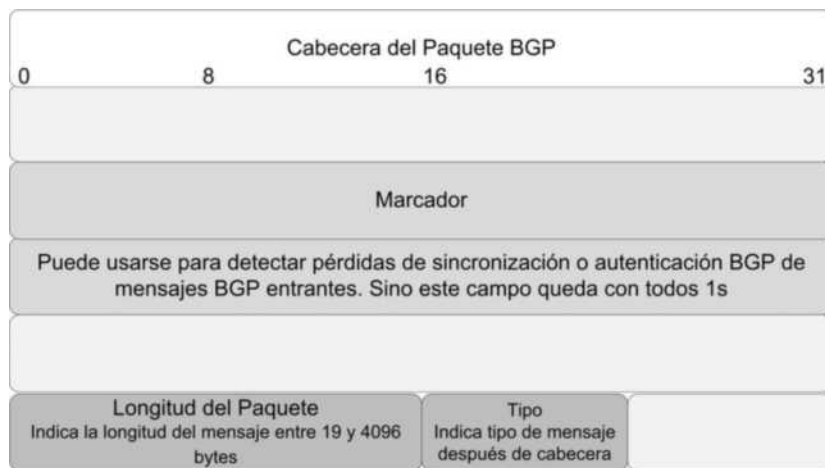 Cabecera del Paquete BGP
0 8 16 31
Marcador
Puede usarse para detectar pérdidas de sincronización o autenticación BGP de
mensajes BGP entrantes. Sino este campo queda con todos 1s
Longitud del Paquete
Indica la longitud del mensaje entre 19 y 4096
bytes
Tipo
Indica tipo de mensaje
después de cabecera